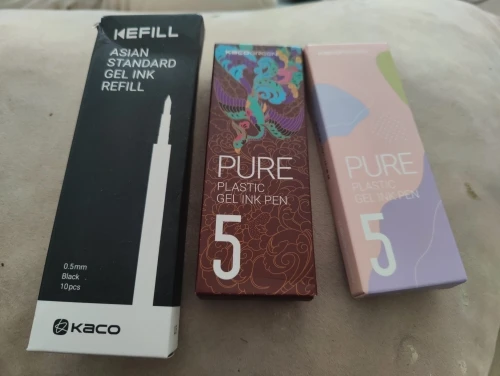 KEFILL
ASIAN
STANDARD
GEL INK
REFILL
0.5mm
Black
10pcs
KACO
PURE
PLASTIC
GEL INK PEN
5
PURE
PLASTIC
GEL INK PEN
5